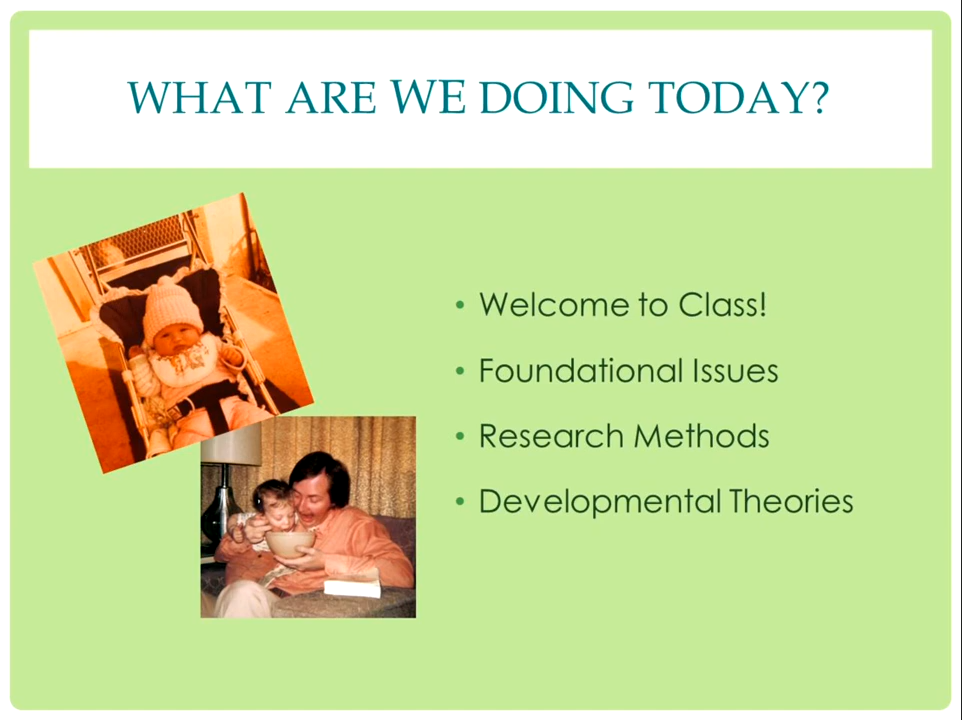 WHAT ARE WE DOING TODAY?
• Welcome to Class!
• Foundational Issues
• Research Methods
• Developmental Theories